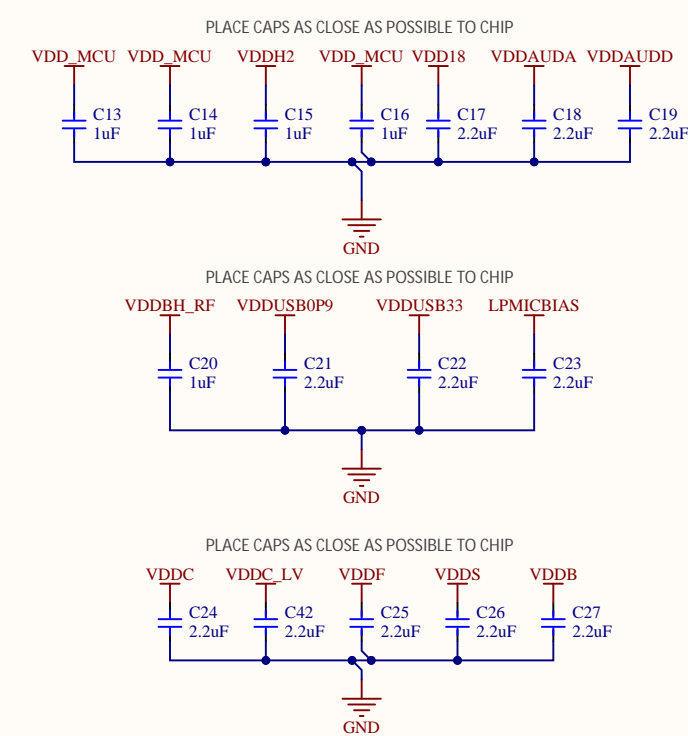 PLACE CAPS AS CLOSE AS POSSIBLE TO CHIP
VDD_MCU VDD_MCU VDDH2 VDD_MCU VDD18 VDDAUDA VDDAUDD
C13 C14 C15 C16 C17 C18 C19
1uF 1uF 1uF 1uF 2.2uF 2.2uF 2.2uF
GND
PLACE CAPS AS CLOSE AS POSSIBLE TO CHIP
VDDBH_RF VDDUSB0P9 VDDUSB33 LPMICBIAS
C20 C21 C22 C23
1uF 2.2uF 2.2uF 2.2uF
GND
PLACE CAPS AS CLOSE AS POSSIBLE TO CHIP
VDDC VDDC_LV VDDF VDDS VDDB
C24 C42 C25 C26 C27
2.2uF 2.2uF 2.2uF 2.2uF 2.2uF
GND